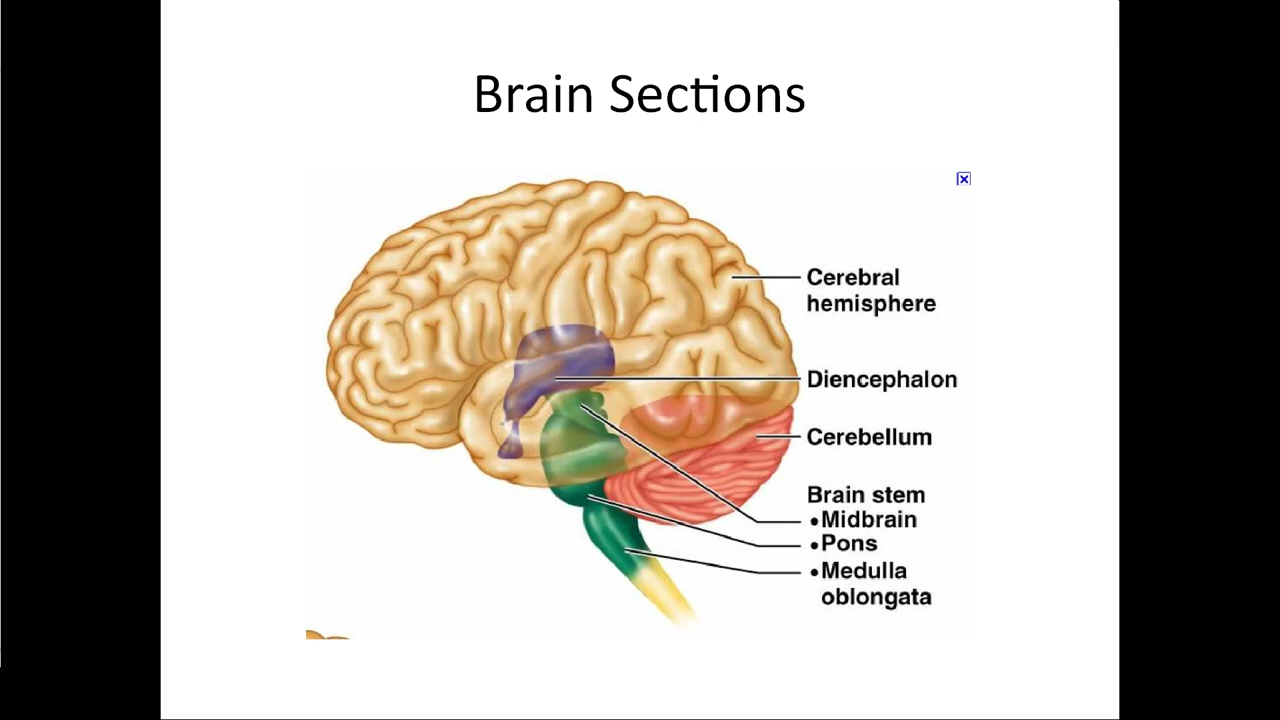 Brain Sections
Cerebral
hemisphere
Diencephalon
Cerebellum
Brain stem
•Midbrain
•Pons
•Medulla
oblongata